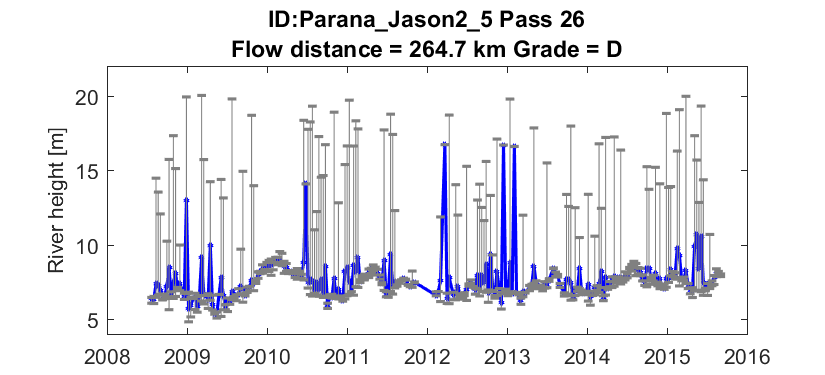 ID:Parana_Jason2_5 Pass 26
Flow distance = 264.7 km Grade = D
River height [m]
20
15
10
5
2008 2009 2010 2011 2012 2013 2014 2015 2016